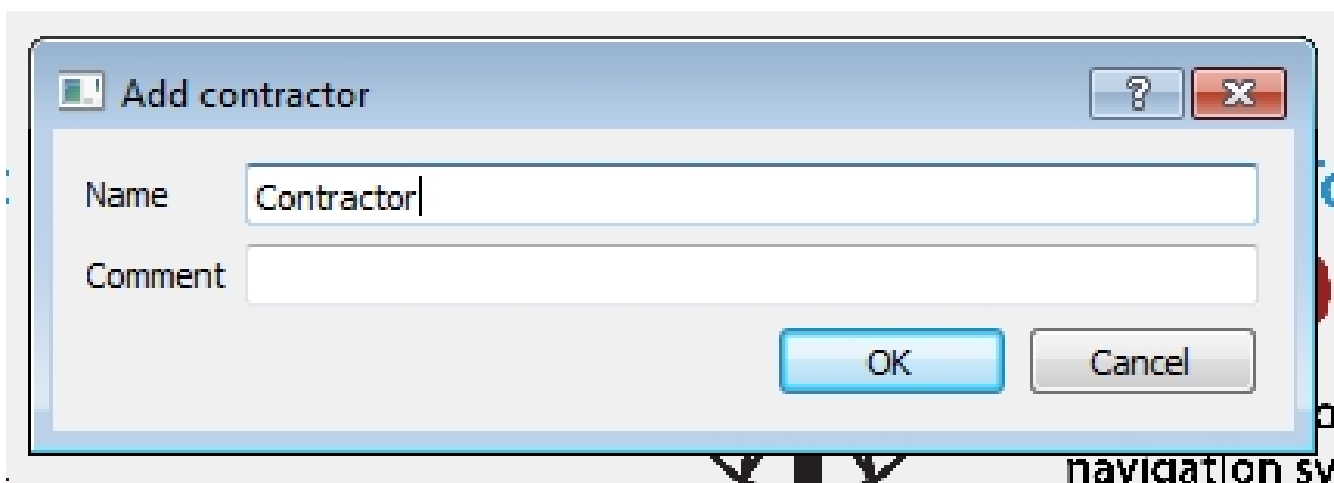 Add contractor
Name
Contractor
Comment
OK
Cancel
navigation sy